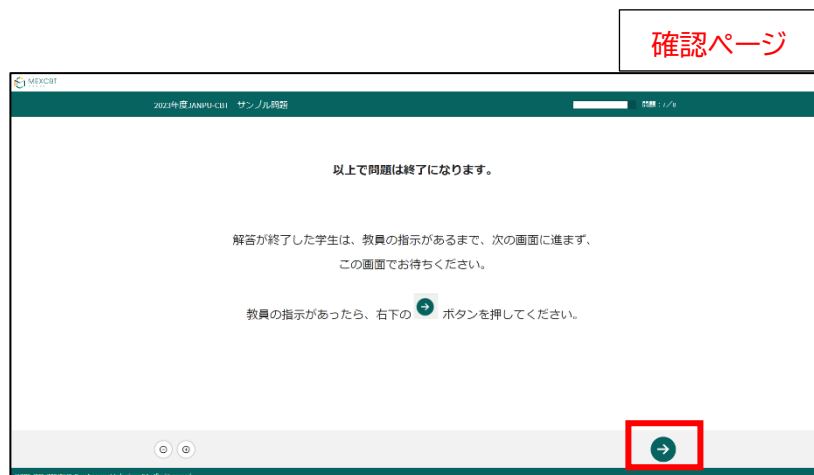 確認ページ
MEXCBT
2023年度JANPU-CBT サンプル問題
以上で問題は終了になります。
解答が終了した学生は、教員の指示があるまで、次の画面に進まず、
この画面でお待ちください。
教員の指示があったら、右下の ボタンを押してください。